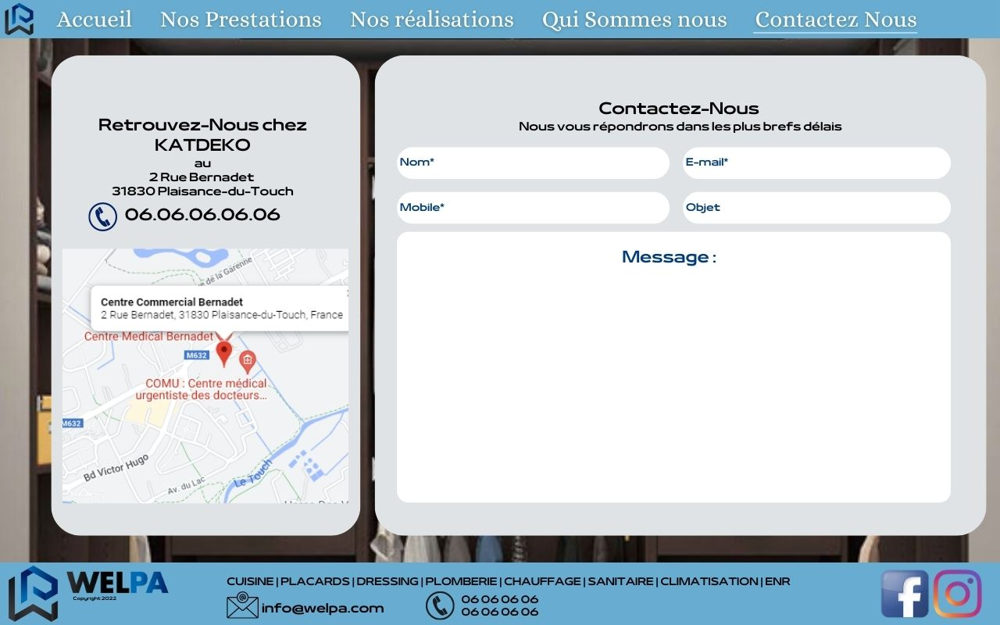 Accueil
Nos Prestations
Nos réalisations
Qui Sommes nous
Contactez Nous
Retrouvez-Nous chez
KATDEKO
au
2 Rue Bernadet
31830 Plaisance-du-Touch
06.06.06.06.06
de la Garenne
Centre Commercial Bernadet
2 Rue Bernadet, 31830 Plaisance-du-Touch, France
Centre Medical Bernadet
M632
COMU : Centre médical
urgentiste des docteurs...
M632
Bd Victor Hugo
Av. du Lac
Le Touch
Contactez-Nous
Nous vous répondrons dans les plus brefs délais
Nom*
E-mail*
Mobile*
Objet
Message :
WELPA
Copyright 2022
CUISINE | PLACARDS | DRESSING | PLOMBERIE | CHAUFFAGE | SANITAIRE | CLIMATISATION | ENR
info@welpa.com
06 06 06 06
06 06 06 06